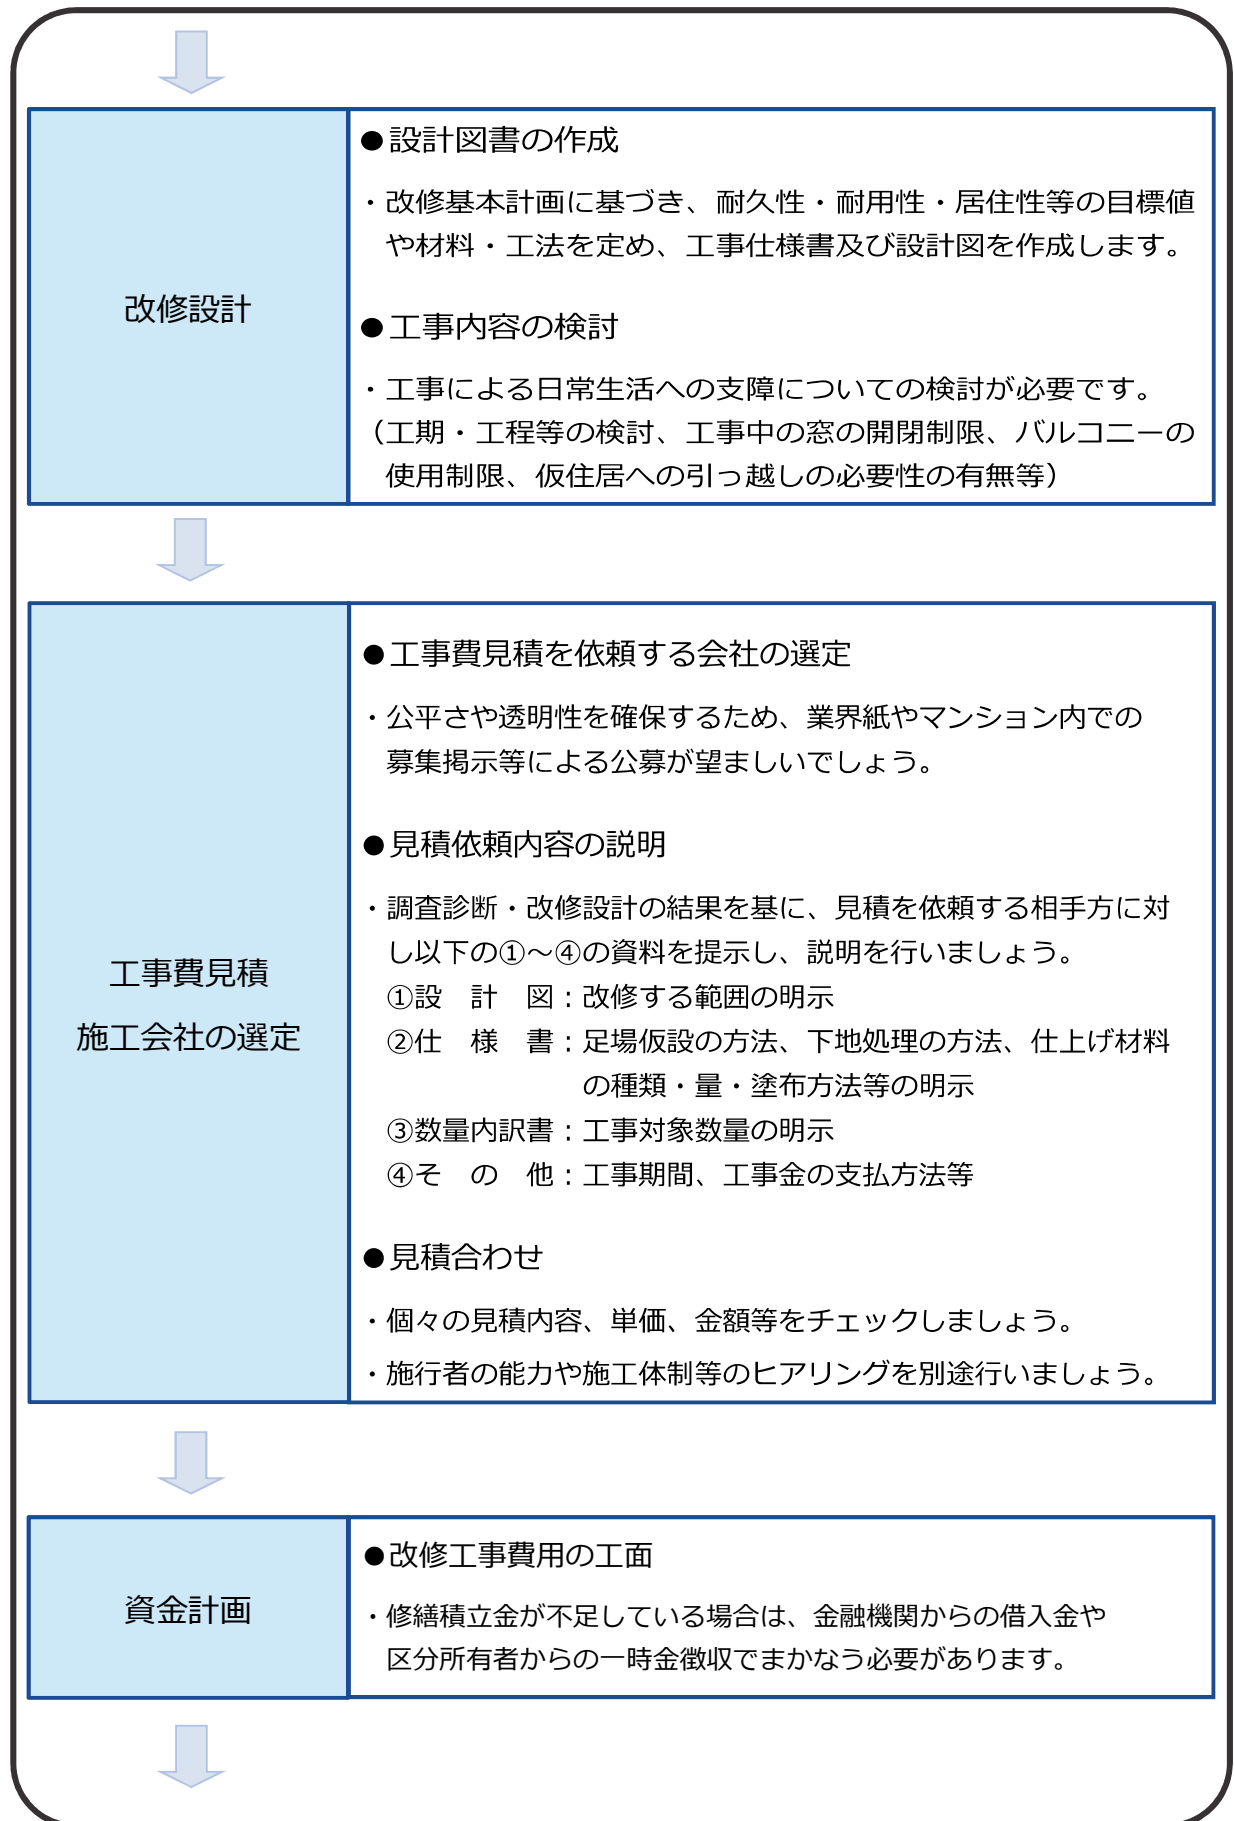 改修設計
●設計図書の作成
・改修基本計画に基づき、耐久性・耐用性・居住性等の目標値
や材料・工法を定め、工事仕様書及び設計図を作成します。
●工事内容の検討
・工事による日常生活への支障についての検討が必要です。
（工期・工程等の検討、工事中の窓の開閉制限、バルコニーの
使用制限、仮住居への引っ越しの必要性の有無等）
工事費見積
施工会社の選定
●工事費見積を依頼する会社の選定
・公平さや透明性を確保するため、業界紙やマンション内での
募集掲示等による公募が望ましいでしょう。
●見積依頼内容の説明
・調査診断・改修設計の結果を基に、見積を依頼する相手方に対
し以下の①～④の資料を提示し、説明を行いましょう。
①設　計　図：改修する範囲の明示
②仕　様　書：足場仮設の方法、下地処理の方法、仕上げ材料
の種類・量・塗布方法等の明示
③数量内訳書：工事対象数量の明示
④そ　の　他：工事期間、工事金の支払方法等
●見積合わせ
・個々の見積内容、単価、金額等をチェックしましょう。
・施行者の能力や施工体制等のヒアリングを別途行いましょう。
資金計画
●改修工事費用の工面
・修繕積立金が不足している場合は、金融機関からの借入金や
区分所有者からの一時金徴収でまかなう必要があります。